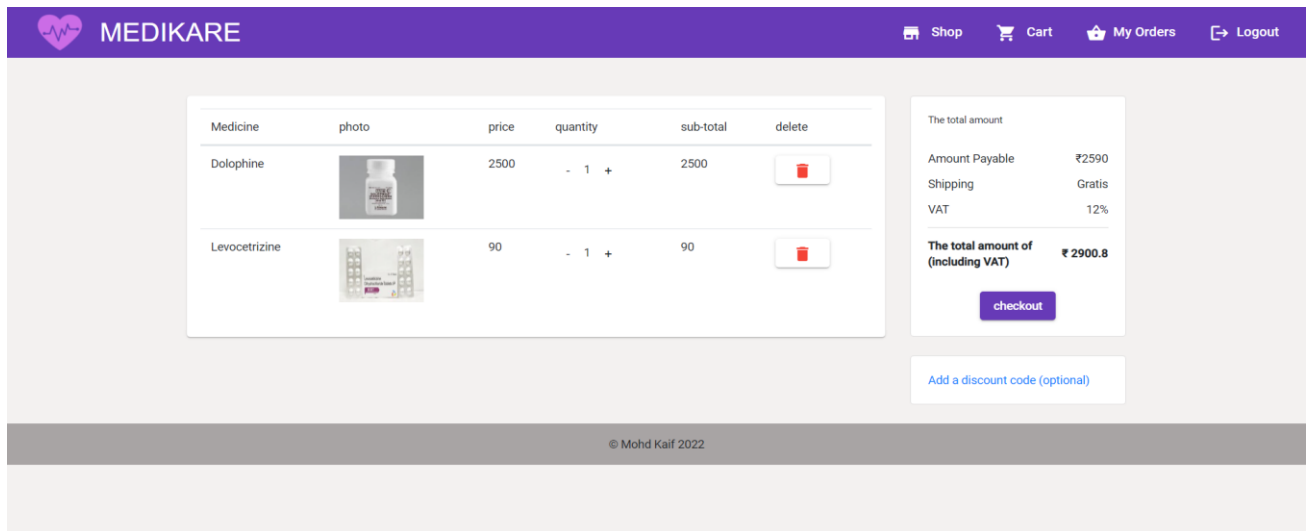 MEDIKARE
Shop Cart My Orders Logout
Medicine photo price quantity sub-total delete
Dolophine 2500 - 1 + 2500
Levocetrizine 90 - 1 + 90
The total amount
Amount Payable ₹2590
Shipping Gratis
VAT 12%
The total amount of
(including VAT) ₹ 2900.8
checkout
Add a discount code (optional)
© Mohd Kaif 2022